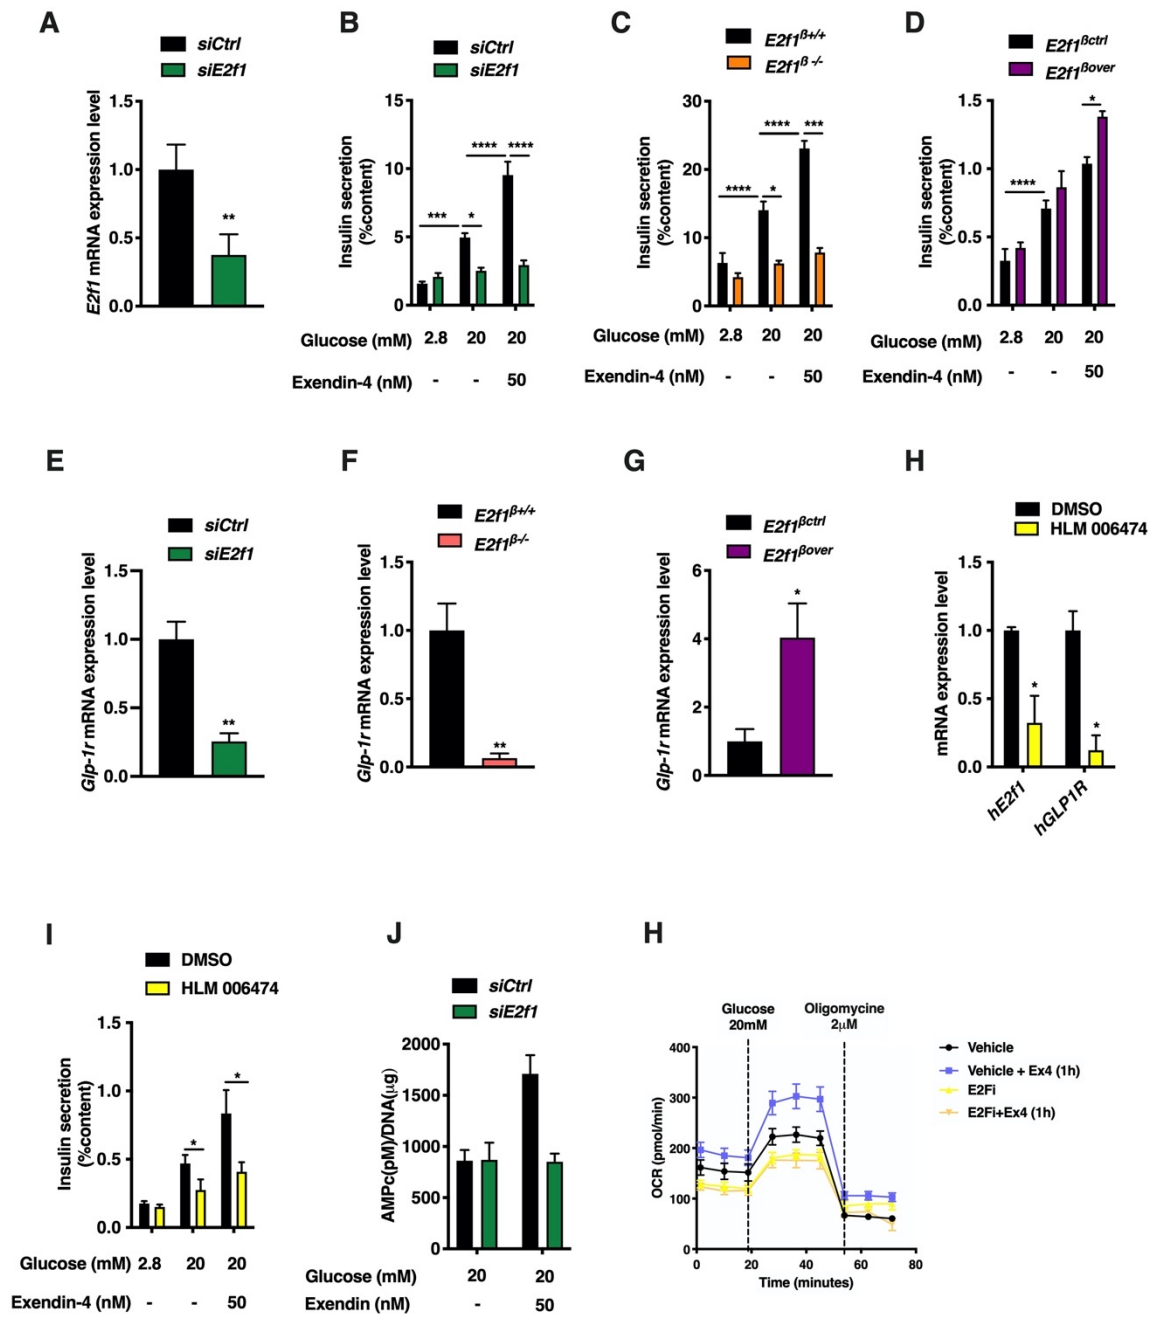 A
siCtrl
siE2f1
E2f1 mRNA expression level
1.5
1.0
0.5
0.0
**
B
siCtrl
siE2f1
Insulin secretion
(%content)
15
10
5
0
***
*
****
****
Glucose (mM) 2.8 20 20
Exendin-4 (nM) - - 50
C
E2f1β+/+
E2f1β -/-
Insulin secretion
(%content)
30
20
10
0
****
*
****
***
Glucose (mM) 2.8 20 20
Exendin-4 (nM) - - 50
D
E2f1βctrl
E2f1βover
Insulin secretion
(%content)
1.5
1.0
0.5
0.0
****
*
Glucose (mM) 2.8 20 20
Exendin-4 (nM) - - 50
E
siCtrl
siE2f1
Glp-1r mRNA expression level
1.5
1.0
0.5
0.0
**
F
E2f1β+/+
E2f1β-/-
Glp-1r mRNA expression level
1.5
1.0
0.5
0.0
**
G
E2f1βctrl
E2f1βover
Glp-1r mRNA expression level
6
4
2
0
*
H
DMSO
HLM 006474
mRNA expression level
1.5
1.0
0.5
0.0
*
*
hE2f1
hGLP1R
I
DMSO
HLM 006474
Insulin secretion
(%content)
1.5
1.0
0.5
0.0
*
*
Glucose (mM) 2.8 20 20
Exendin-4 (nM) - - 50
J
siCtrl
siE2f1
AMPc(pM)/DNA(μg)
2000
1500
1000
500
0
Glucose (mM) 20 20
Exendin (nM) - 50
H
Glucose
20mM
Oligomycine
2μM
OCR (pmol/min)
400
300
200
100
0
0 20 40 60 80
Time (minutes)
Vehicle
Vehicle + Ex4 (1h)
E2Fi
E2Fi+Ex4 (1h)